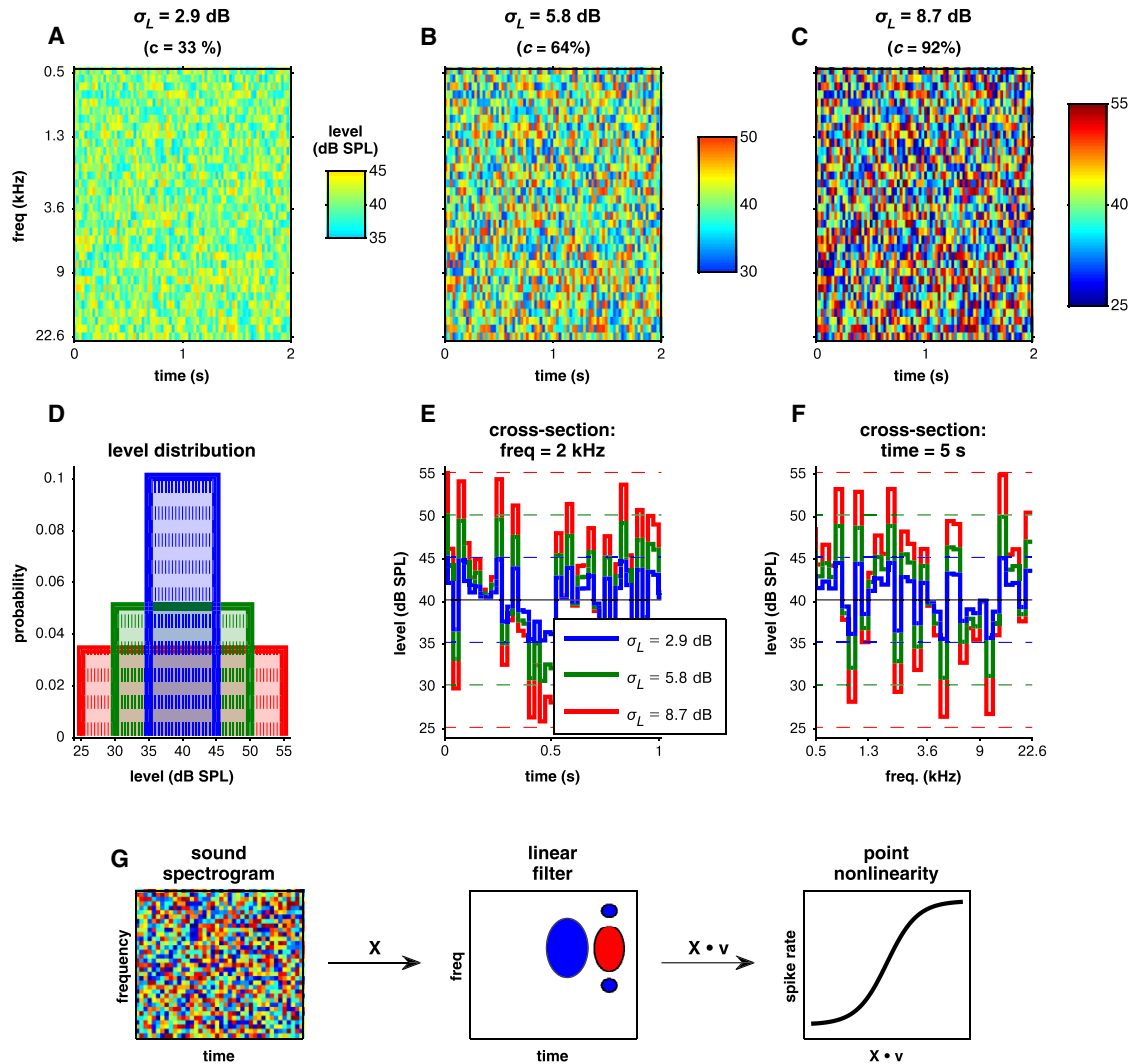 σL = 2.9 dB
A
(c = 33 %)
0.5
1.3
3.6
9
22.6
freq (kHz)
0
1
2
time (s)
level
(dB SPL)
45
35
σL = 5.8 dB
B
(c = 64%)
0
1
2
time (s)
50
40
30
σL = 8.7 dB
C
(c = 92%)
0
1
2
time (s)
55
40
25
D
level distribution
0.1
0.08
0.06
0.04
0.02
0
probability
25
30
35
40
45
50
55
level (dB SPL)
E
cross-section:
freq = 2 kHz
55
50
45
40
35
30
25
level (dB SPL)
0
0.5
1
time (s)
σL = 2.9 dB
σL = 5.8 dB
σL = 8.7 dB
F
cross-section:
time = 5 s
55
50
45
40
35
30
25
level (dB SPL)
0.5
1.3
3.6
9
22.6
freq. (kHz)
G
sound
spectrogram
frequency
time
X
linear
filter
freq
time
X • v
point
nonlinearity
spike rate
X • v